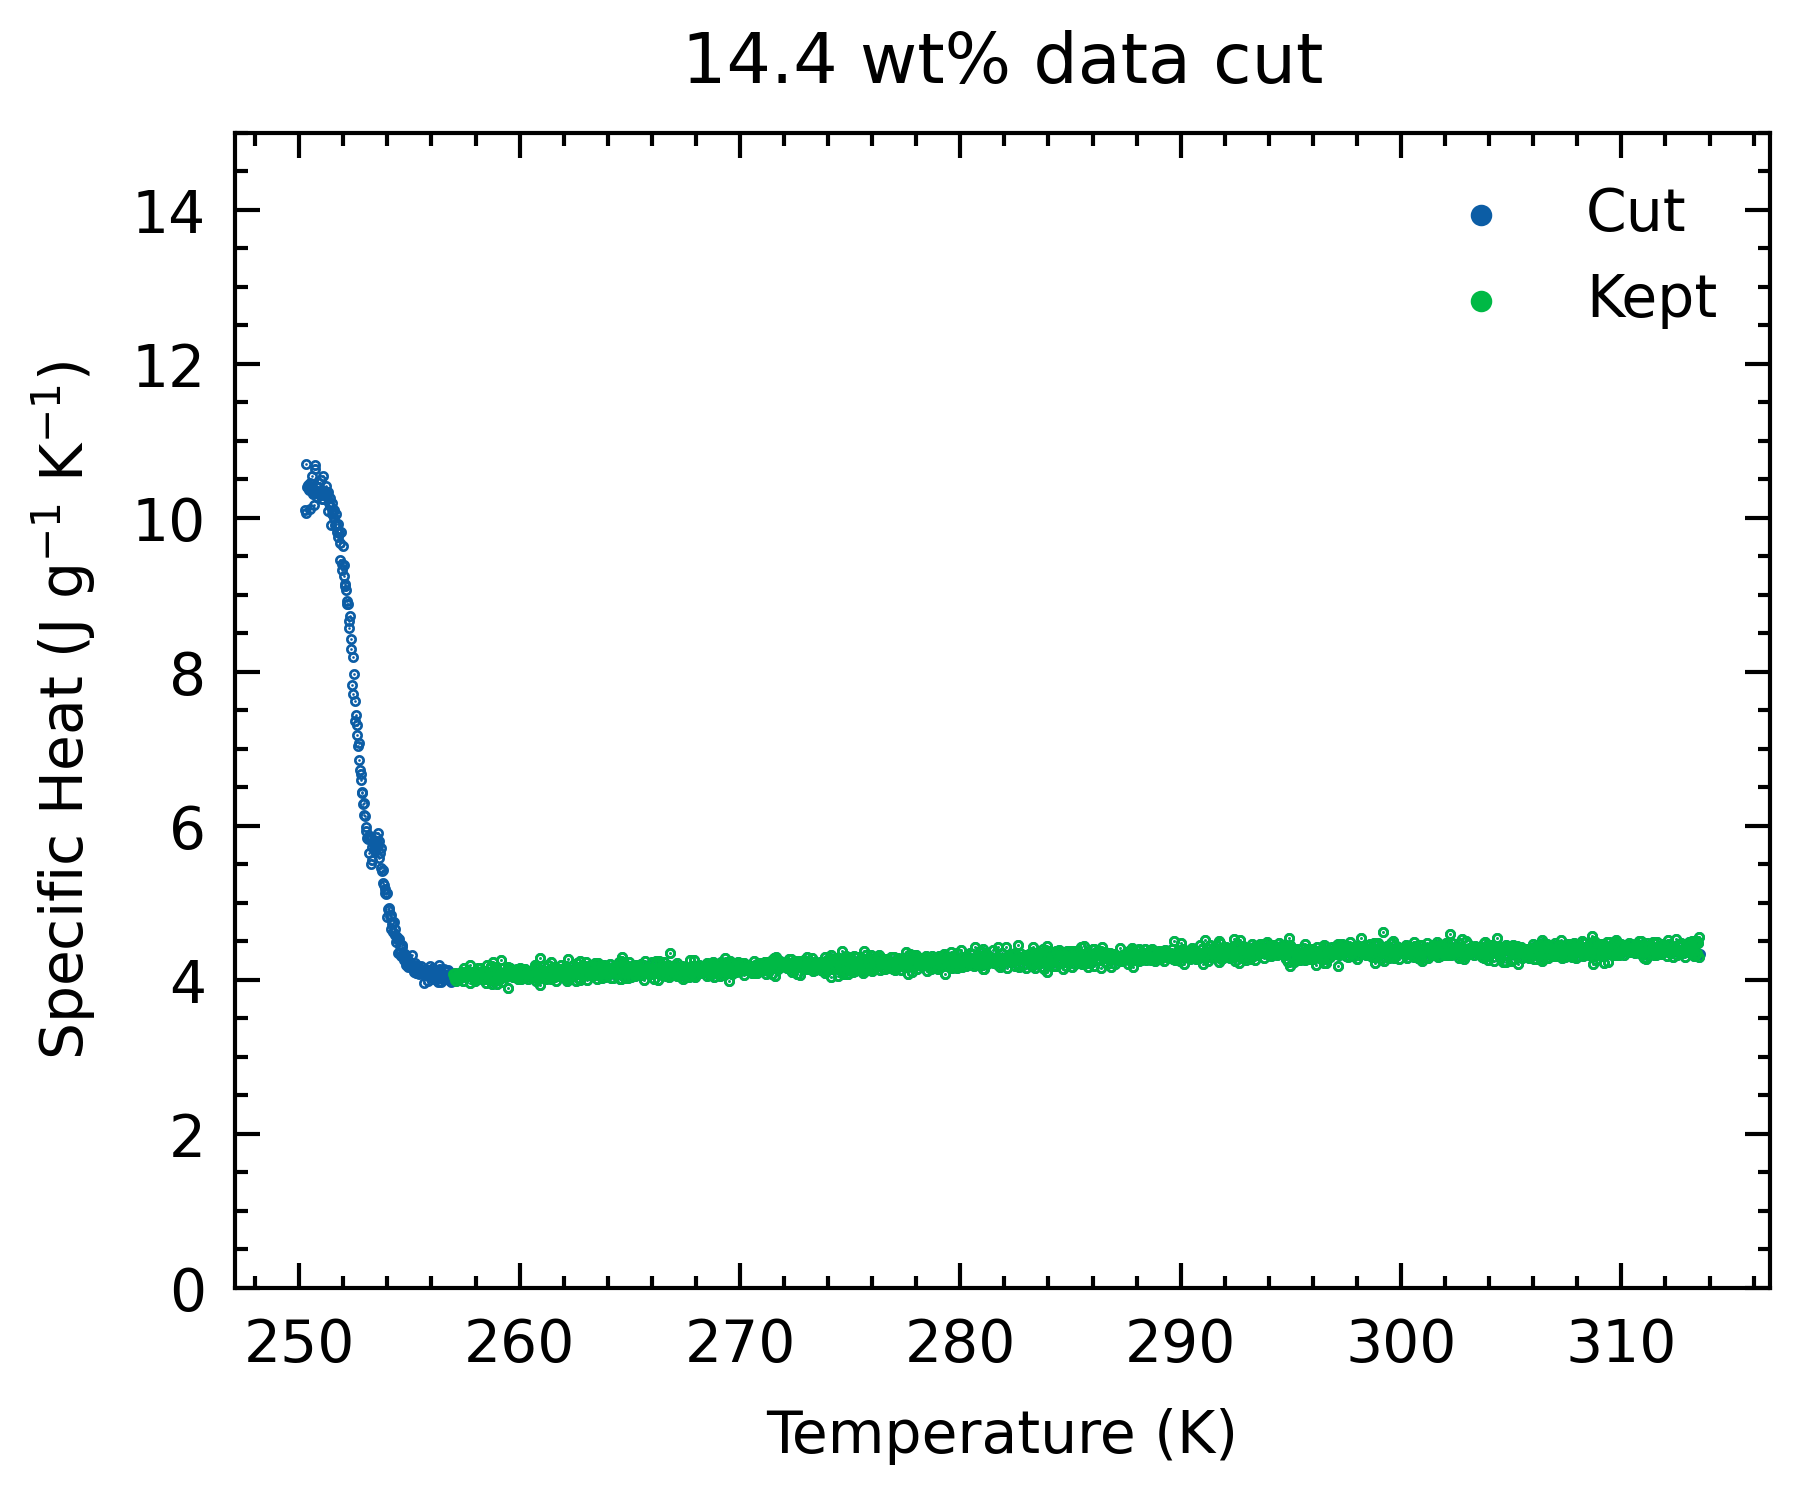 14.4 wt% data cut
Cut
Kept
Specific Heat (J g⁻¹ K⁻¹)
14
12
10
8
6
4
2
0
250 260 270 280 290 300 310
Temperature (K)